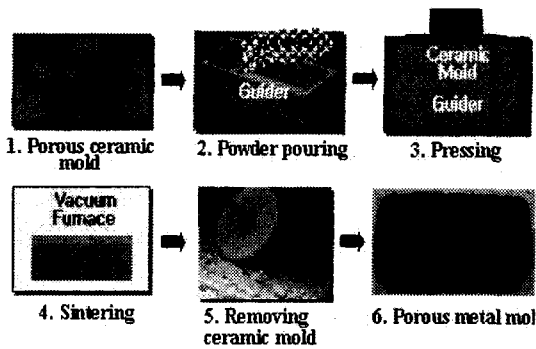 Guider
Ceramic
Mold
Guider
1. Porous ceramic
mold
2. Powder pouring
3. Pressing
Vacuum
Furnace
4. Sintering
5. Removing
ceramic mold
6. Porous metal mol